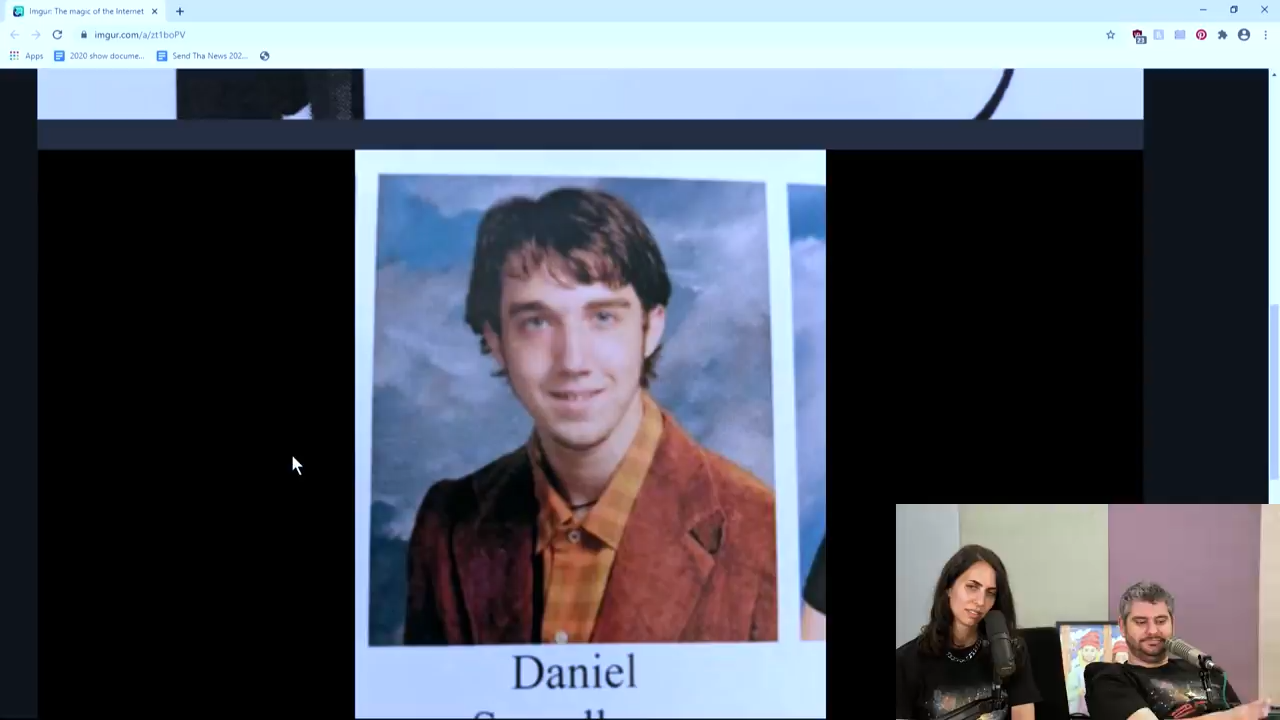 Imgur: The magic of the Internet
imgur.com/a/zt1boPV
Apps
2020 show docume...
Send Tha News 202...
Daniel